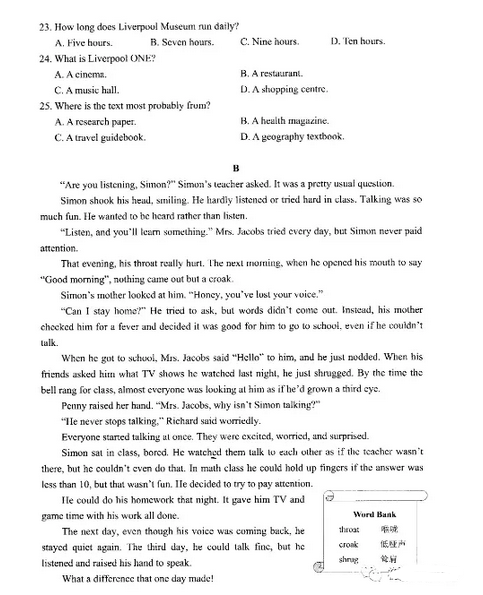 23. How long does Liverpool Museum run daily?
A. Five hours. B. Seven hours. C. Nine hours. D. Ten hours.
24. What is Liverpool ONE?
A. A cinema. B. A restaurant.
C. A music hall. D. A shopping centre.
25. Where is the text most probably from?
A. A research paper. B. A health magazine.
C. A travel guidebook. D. A geography textbook.
B
“Are you listening, Simon?” Simon’s teacher asked. It was a pretty usual question.
Simon shook his head, smiling. He hardly listened or tried hard in class. Talking was so
much fun. He wanted to be heard rather than listen.
“Listen, and you’ll learn something.” Mrs. Jacobs tried every day, but Simon never paid
attention.
That evening, his throat really hurt. The next morning, when he opened his mouth to say
“Good morning”, nothing came out but a croak.
Simon’s mother looked at him. “Honey, you’ve lost your voice.”
“Can I stay home?” He tried to ask, but words didn’t come out. Instead, his mother
checked him for a fever and decided it was good for him to go to school, even if he couldn’t
talk.
When he got to school, Mrs. Jacobs said “Hello” to him, and he just nodded. When his
friends asked him what TV shows he watched last night, he just shrugged. By the time the
bell rang for class, almost everyone was looking at him as if he’d grown a third eye.
Penny raised her hand. “Mrs. Jacobs, why isn’t Simon talking?”
“He never stops talking,” Richard said worriedly.
Everyone started talking at once. They were excited, worried, and surprised.
Simon sat in class, bored. He watched them talk to each other as if the teacher wasn’t
there, but he couldn’t even do that. In math class he could hold up fingers if the answer was
less than 10, but that wasn’t fun. He decided to try to pay attention.
He could do his homework that night. It gave him TV and
game time with his work all done.
The next day, even though his voice was coming back, he
stayed quiet again. The third day, he could talk fine, but he
listened and raised his hand to speak.
What a difference that one day made!
Word Bank
throat 喉咙
croak 低哑声
shrug 耸肩